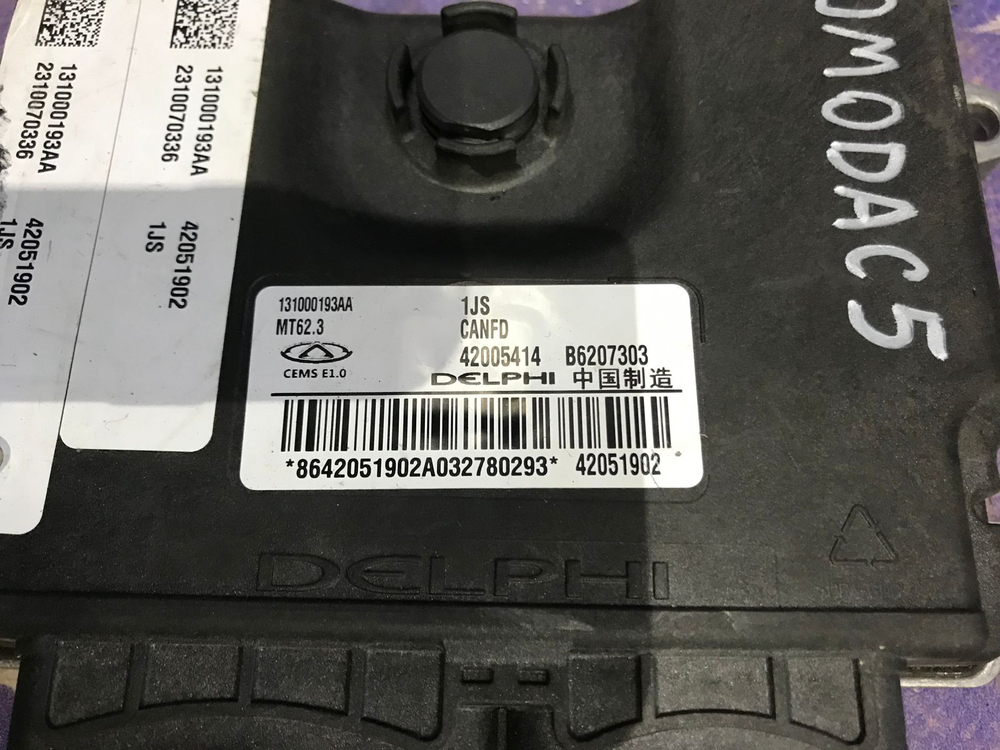 131000193AA
2310070336
42051902
1JS
131000193AA
2310070336
42051902
1JS
OMODAC5
131000193AA 1JS
MT62.3 CANFD
42005414 B6207303
CEMS E1.0
DELPHI 中国制造
*8642051902A032780293* 42051902
DELPHI